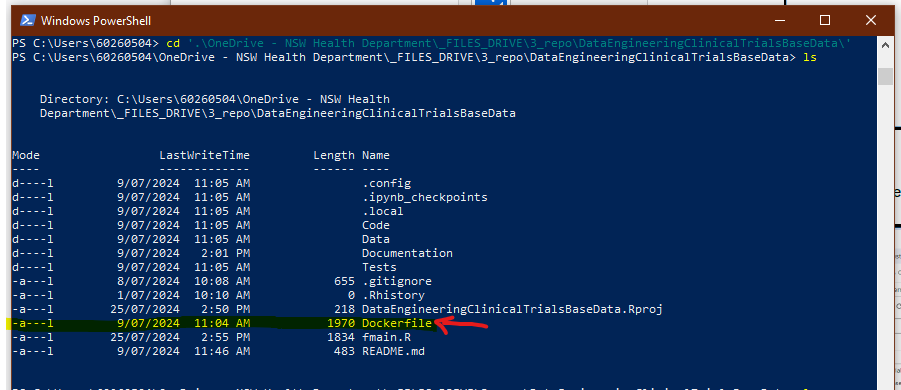 Windows PowerShell
PS C:\Users\60260504> cd '.\OneDrive - NSW Health Department\_FILES_DRIVE\3_repo\DataEngineeringClinicalTrialsBaseData\'
PS C:\Users\60260504\OneDrive - NSW Health Department\_FILES_DRIVE\3_repo\DataEngineeringClinicalTrialsBaseData> ls
Directory: C:\Users\60260504\OneDrive - NSW Health
Department\_FILES_DRIVE\3_repo\DataEngineeringClinicalTrialsBaseData
Mode LastWriteTime Length Name
---- ------------- ------ ----
d----l 9/07/2024 11:05 AM .config
d----l 9/07/2024 11:05 AM .ipynb_checkpoints
d----l 9/07/2024 11:05 AM .local
d----l 9/07/2024 11:05 AM Code
d----l 9/07/2024 11:05 AM Data
d----l 9/07/2024 2:01 PM Documentation
d----l 9/07/2024 11:05 AM Tests
-a---l 8/07/2024 10:08 AM 655 .gitignore
-a---l 1/07/2024 10:10 AM 0 .Rhistory
-a---l 25/07/2024 2:50 PM 218 DataEngineeringClinicalTrialsBaseData.Rproj
-a---l 9/07/2024 11:04 AM 1970 Dockerfile
-a---l 25/07/2024 2:55 PM 1834 fmain.R
-a---l 9/07/2024 11:46 AM 483 README.md